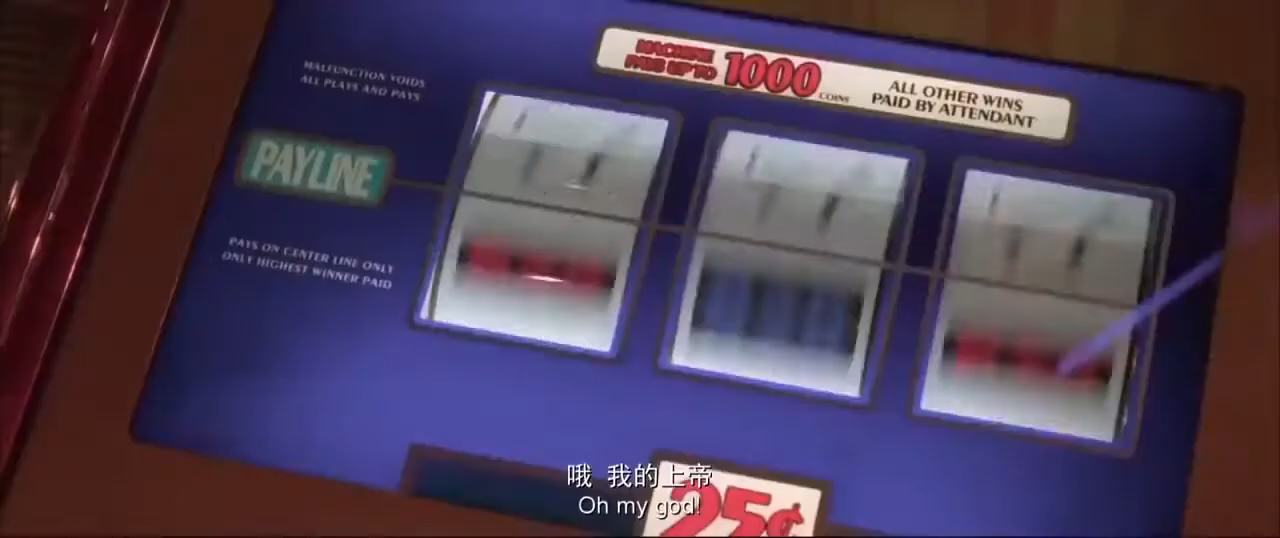 MACHINE
PAYS UP TO
1000
COINS
ALL OTHER WINS
PAID BY ATTENDANT
MALFUNCTION VOIDS
ALL PLAYS AND PAYS
PAYLINE
PAYS ON CENTER LINE ONLY
ONLY HIGHEST WINNER PAID
25¢
哦 我的上帝
Oh my god!